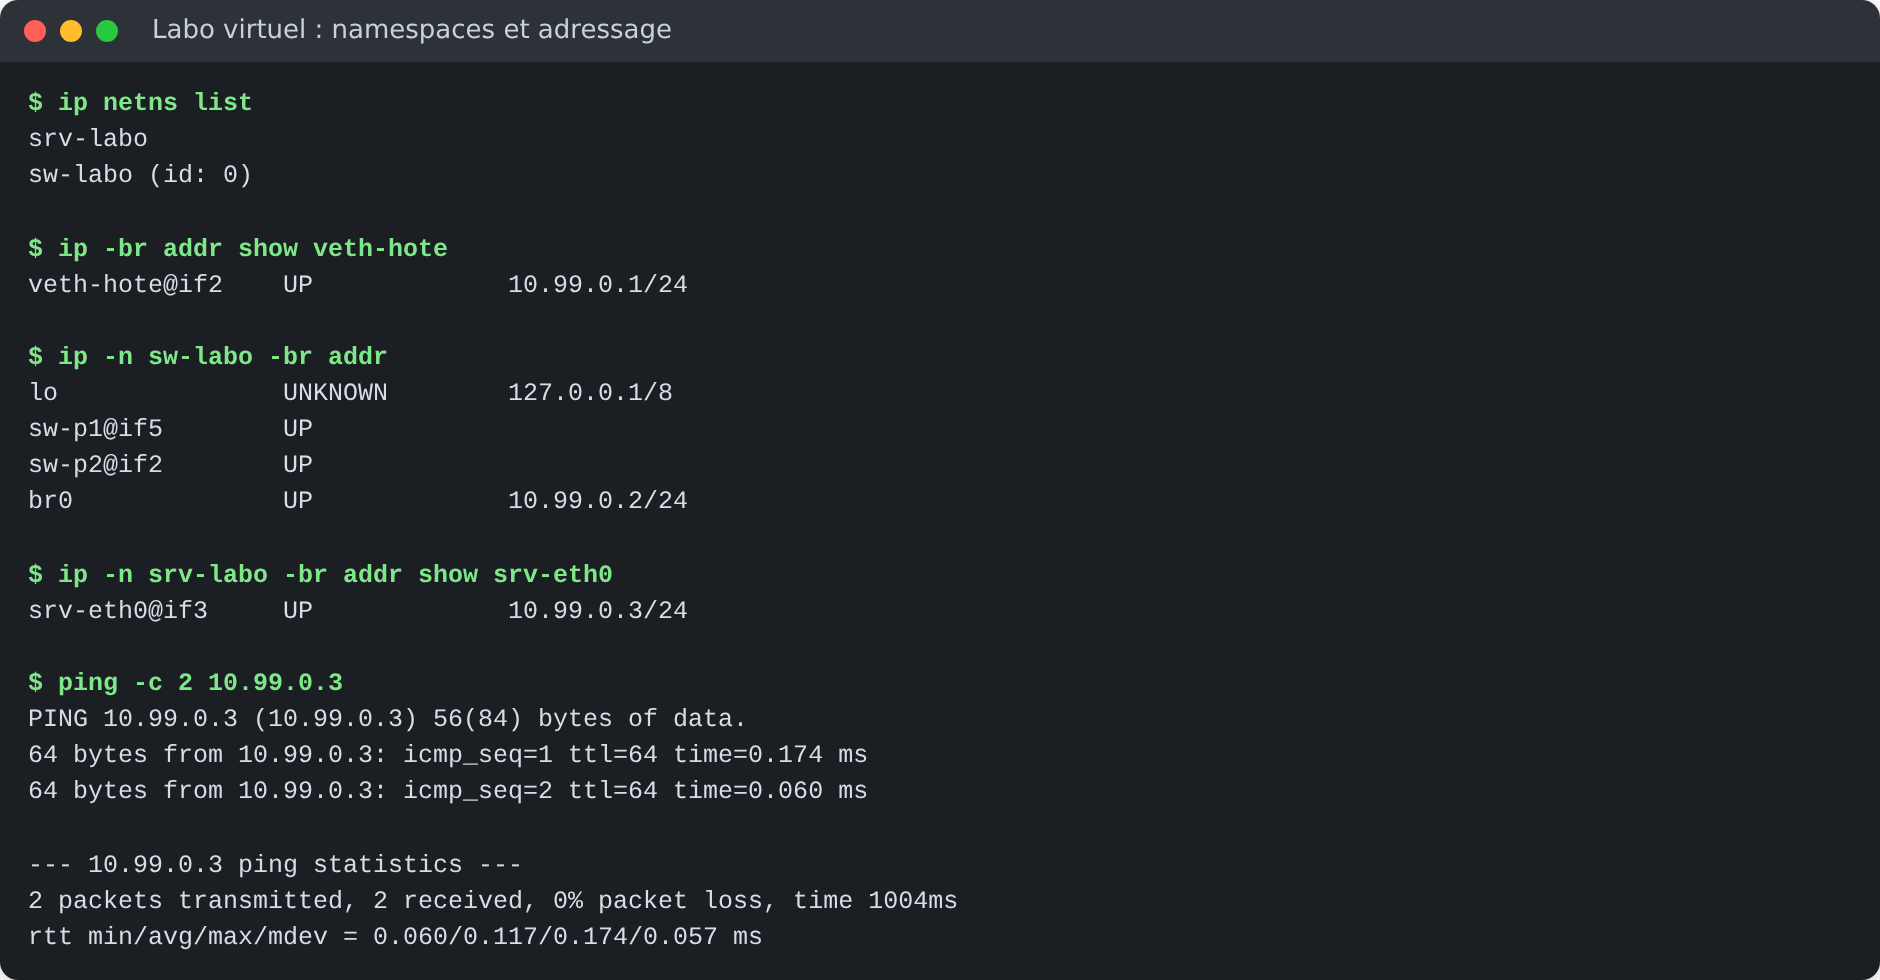 Labo virtuel : namespaces et adressage
$ ip netns list
srv-labo
sw-labo (id: 0)
$ ip -br addr show veth-hote
veth-hote@if2    UP             10.99.0.1/24
$ ip -n sw-labo -br addr
lo               UNKNOWN        127.0.0.1/8
sw-p1@if5        UP
sw-p2@if2        UP
br0              UP             10.99.0.2/24
$ ip -n srv-labo -br addr show srv-eth0
srv-eth0@if3     UP             10.99.0.3/24
$ ping -c 2 10.99.0.3
PING 10.99.0.3 (10.99.0.3) 56(84) bytes of data.
64 bytes from 10.99.0.3: icmp_seq=1 ttl=64 time=0.174 ms
64 bytes from 10.99.0.3: icmp_seq=2 ttl=64 time=0.060 ms
--- 10.99.0.3 ping statistics ---
2 packets transmitted, 2 received, 0% packet loss, time 1004ms
rtt min/avg/max/mdev = 0.060/0.117/0.174/0.057 ms